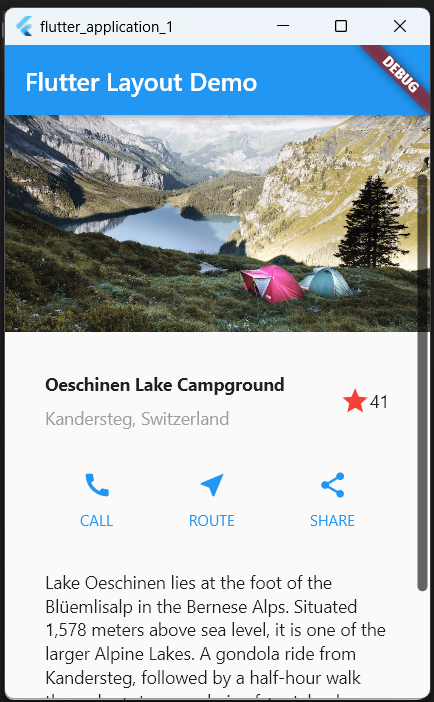 flutter_application_1
DEBUG
Flutter Layout Demo
Oeschinen Lake Campground
41
Kandersteg, Switzerland
CALL ROUTE SHARE
Lake Oeschinen lies at the foot of the
Blüemlisalp in the Bernese Alps. Situated
1,578 meters above sea level, it is one of the
larger Alpine Lakes. A gondola ride from
Kandersteg, followed by a half-hour walk